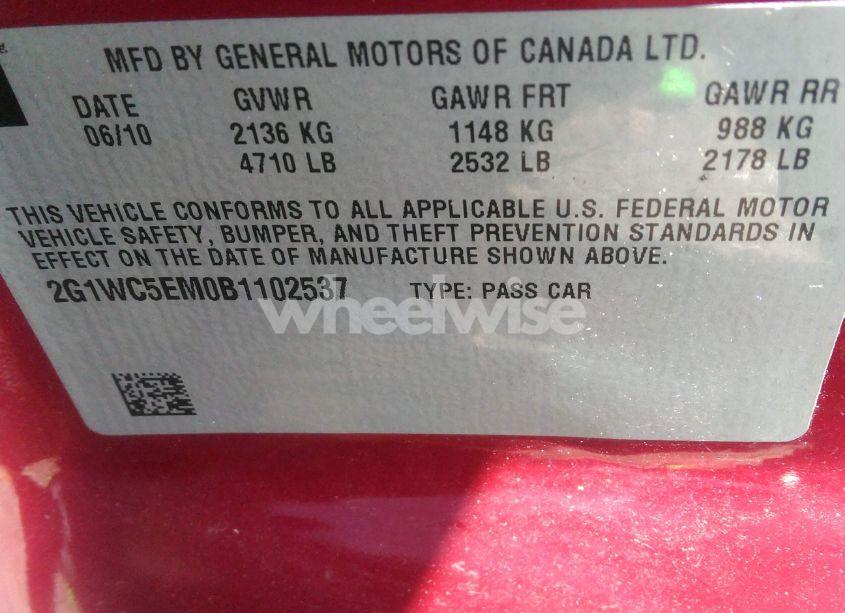 MFD BY GENERAL MOTORS OF CANADA LTD.
DATE GVWR GAWR FRT GAWR RR
06/10 2136 KG 1148 KG 988 KG
4710 LB 2532 LB 2178 LB
THIS VEHICLE CONFORMS TO ALL APPLICABLE U.S. FEDERAL MOTOR
VEHICLE SAFETY, BUMPER, AND THEFT PREVENTION STANDARDS IN
EFFECT ON THE DATE OF MANUFACTURE SHOWN ABOVE.
2G1WC5EM0B1102537 TYPE: PASS CAR
wheelwise